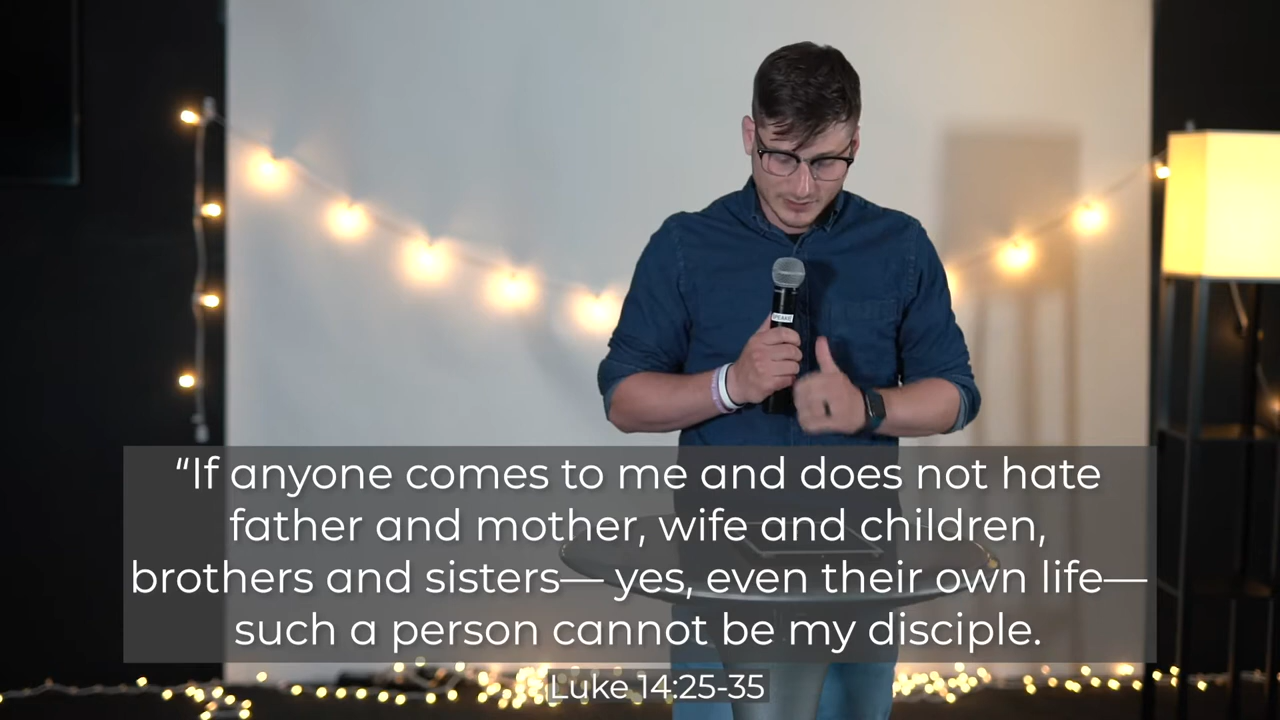 “If anyone comes to me and does not hate
father and mother, wife and children,
brothers and sisters— yes, even their own life—
such a person cannot be my disciple.
Luke 14:25-35